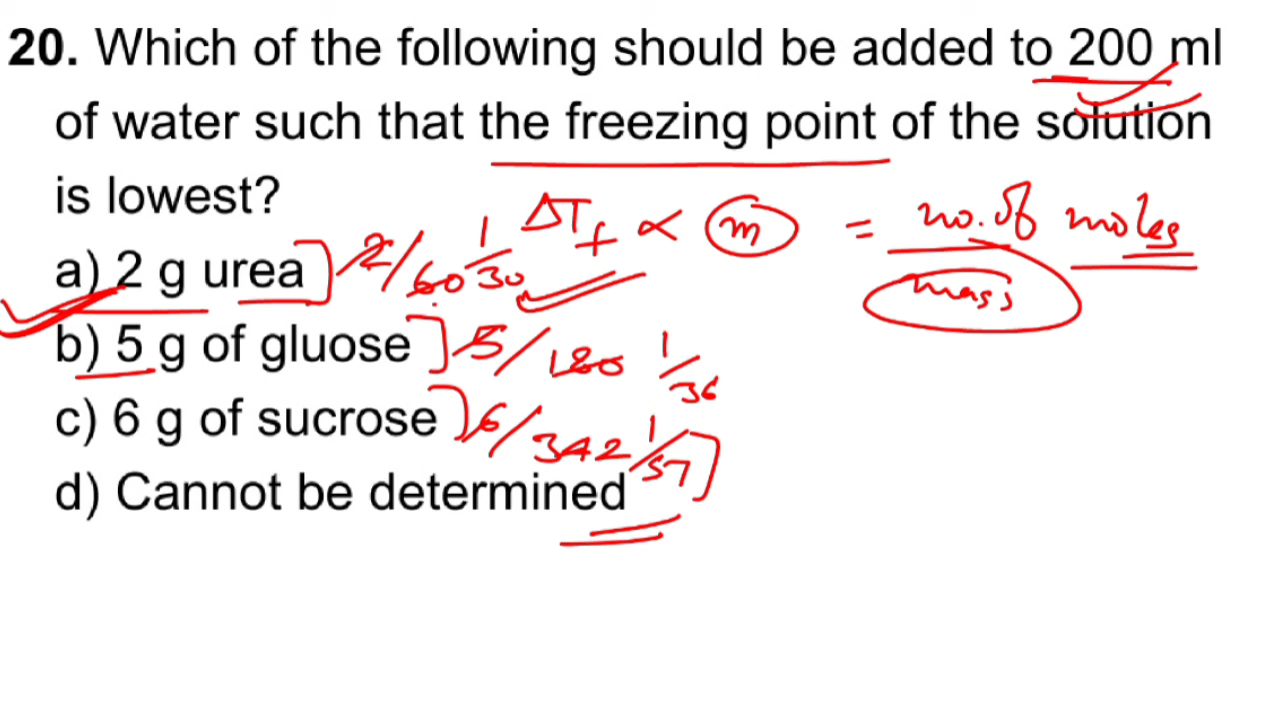 20. Which of the following should be added to 200 ml
of water such that the freezing point of the solution
is lowest?
ΔTf ∝ m = no. of moles
mass
a) 2 g urea 2/60 1/30
b) 5 g of gluose 5/180 1/36
c) 6 g of sucrose 6/342 1/57
d) Cannot be determined